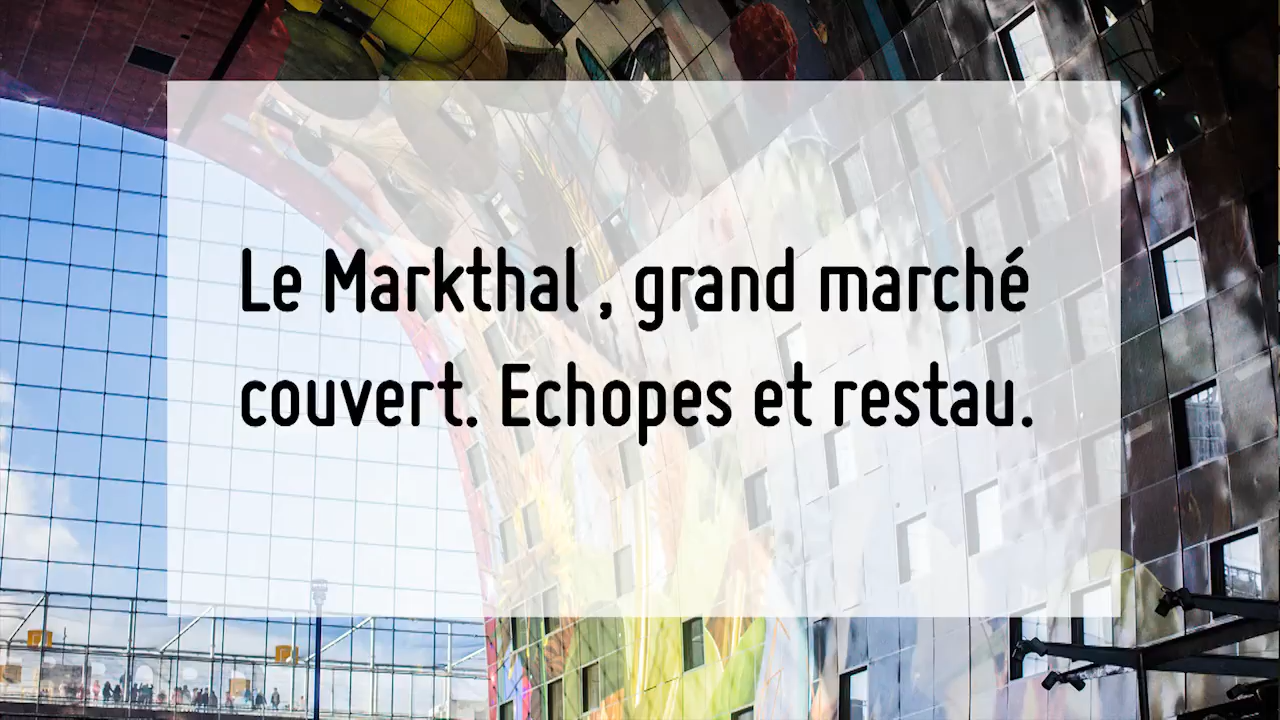 Le Markthal , grand marché
couvert. Echopes et restau.